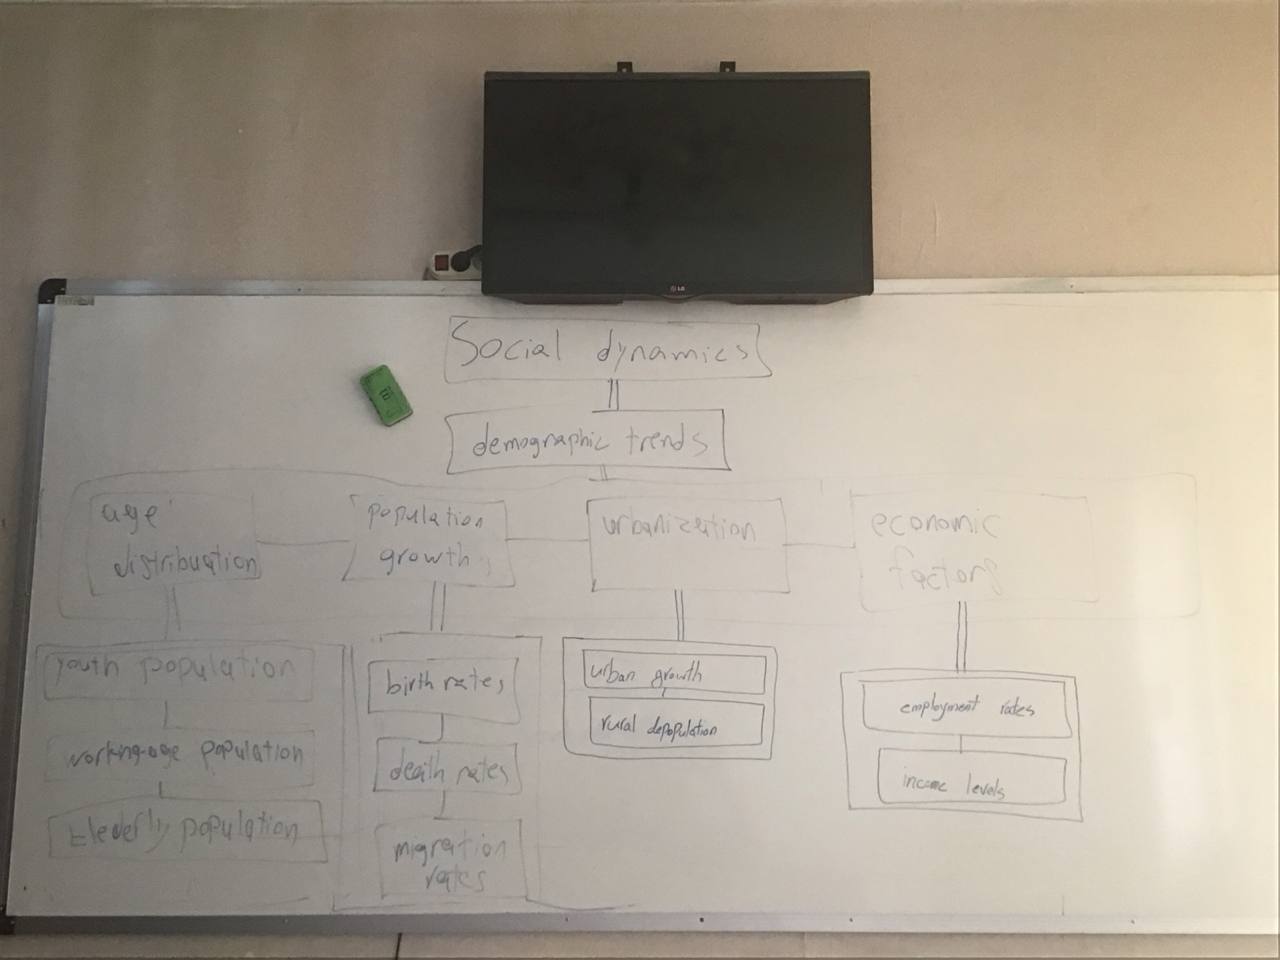 LG
Social dynamics
demographic trends
age
distribuation
population
growth
urbanization
economic
factors
youth population
working-age population
Elederly population
birth rates
death rates
migration
rates
urban growth
rural depopulation
employment rates
income levels